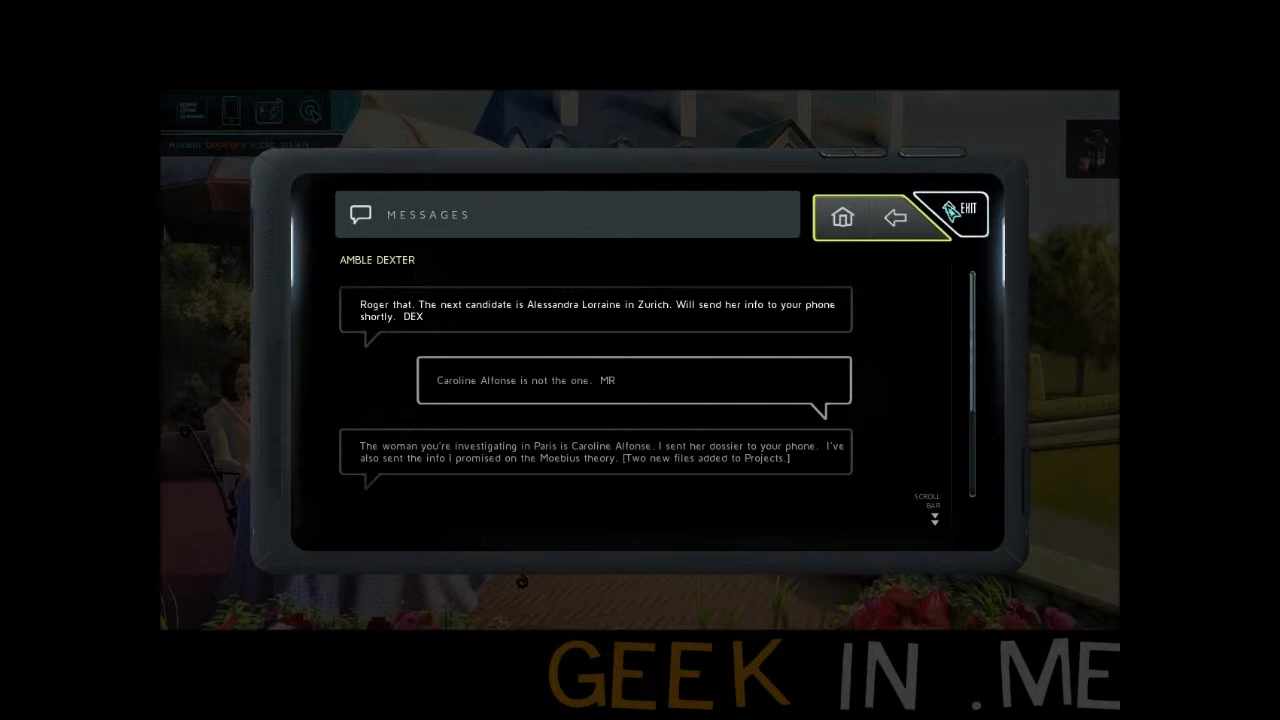 MESSAGES
EXIT
AMBLE DEXTER
Roger that. The next candidate is Alessandra Lorraine in Zurich. Will send her info to your phone
shortly. DEX
Caroline Alfonse is not the one. MR
The woman you're investigating in Paris is Caroline Alfonse. I sent her dossier to your phone. I've
also sent the info I promised on the Moebius theory. [Two new files added to Projects.]
SCROLL
BAR
GEEK IN .ME